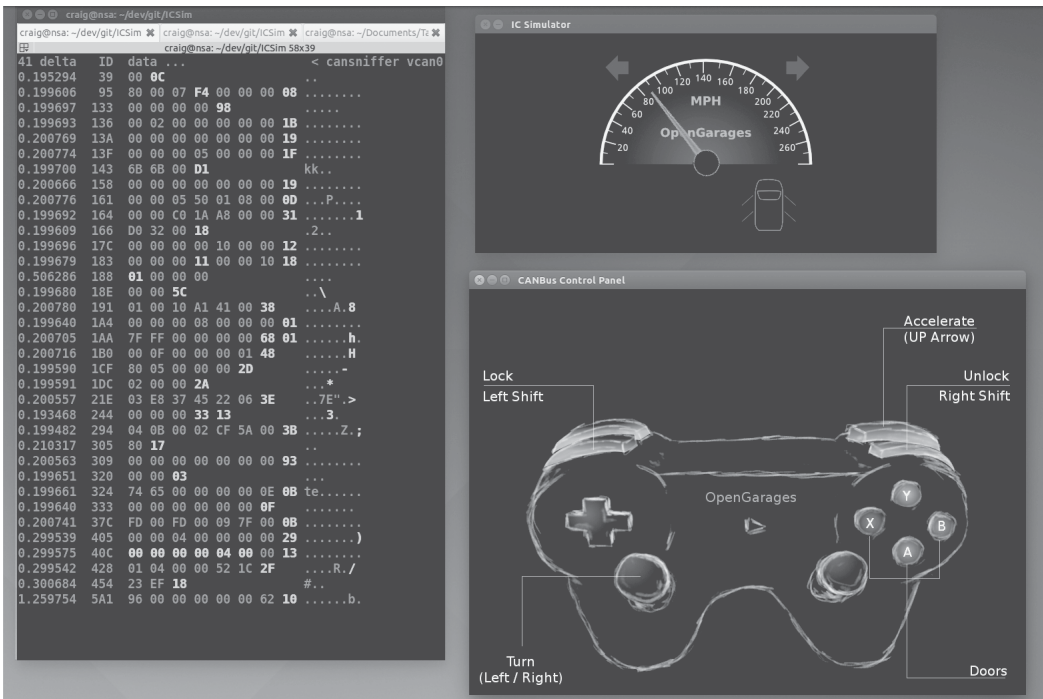 craig@nsa: ~/dev/git/ICSim
craig@nsa: ~/dev/git/ICSim ✖ craig@nsa: ~/dev/git/ICSim ✖ craig@nsa: ~/Documents/Ta ✖
craig@nsa: ~/dev/git/ICSim 58x39
41 delta ID data ... < cansniffer vcan0
0.195294 39 00 0C ..
0.199606 95 80 00 07 F4 00 00 00 08 ........
0.199697 133 00 00 00 00 98 .....
0.199693 136 00 02 00 00 00 00 00 1B ........
0.200769 13A 00 00 00 00 00 00 00 19 ........
0.200774 13F 00 00 00 05 00 00 00 1F ........
0.199700 143 6B 6B 00 D1 kk..
0.200666 158 00 00 00 00 00 00 00 19 ........
0.200776 161 00 00 05 50 01 08 00 0D ...P....
0.199692 164 00 00 C0 1A A8 00 00 31 .......1
0.199609 166 D0 32 00 18 .2..
0.199696 17C 00 00 00 00 10 00 00 12 ........
0.199679 183 00 00 00 11 00 00 10 18 ........
0.506286 188 01 00 00 00 ....
0.199680 18E 00 00 5C ..\
0.200780 191 01 00 10 A1 41 00 38 ....A.8
0.199640 1A4 00 00 00 08 00 00 00 01 ........
0.200705 1AA 7F FF 00 00 00 00 68 01 ......h.
0.200716 1B0 00 0F 00 00 00 01 48 ......H
0.199590 1CF 80 05 00 00 00 2D .....-
0.199591 1DC 02 00 00 2A ...*
0.200557 21E 03 E8 37 45 22 06 3E ..7E".>
0.193468 244 00 00 00 33 13 ...3.
0.199482 294 04 0B 00 02 CF 5A 00 3B .....Z.;
0.210317 305 80 17 ..
0.200563 309 00 00 00 00 00 00 00 93 ........
0.199651 320 00 00 03 ...
0.199661 324 74 65 00 00 00 00 0E 0B te......
0.199640 333 00 00 00 00 00 00 0F .......
0.200741 37C FD 00 FD 00 09 7F 00 0B ........
0.299539 405 00 00 04 00 00 00 00 29 .......)
0.299575 40C 00 00 00 00 04 00 00 13 ........
0.299542 428 01 04 00 00 52 1C 2F ....R./
0.300684 454 23 EF 18 #..
1.259754 5A1 96 00 00 00 00 00 62 10 ......b.
IC Simulator
20 40 60 80 100 120 140 160 180 200 220 240 260
MPH
OpenGarages
CANBus Control Panel
Accelerate
(UP Arrow)
Lock
Left Shift
Unlock
Right Shift
OpenGarages
Y
X
B
A
Turn
(Left / Right)
Doors